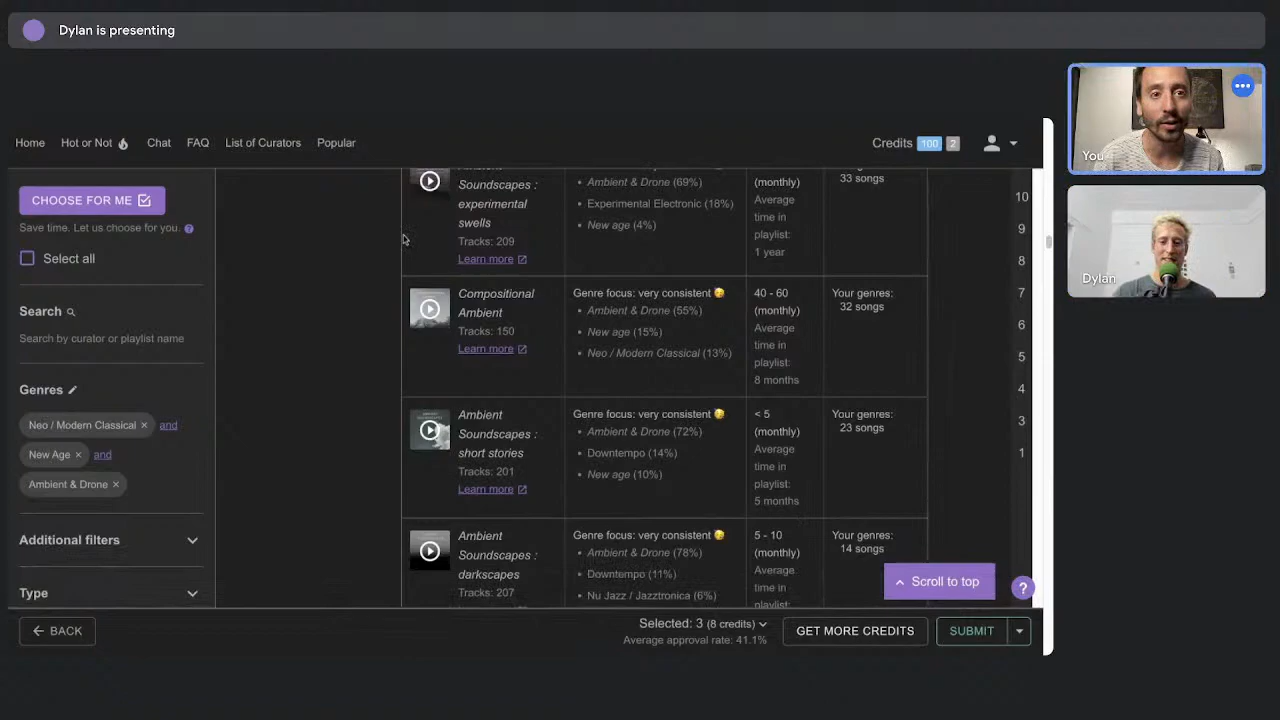 Dylan is presenting
Home Hot or Not Chat FAQ List of Curators Popular Credits 100 2
CHOOSE FOR ME
Save time. Let us choose for you. ?
Select all
Search
Search by curator or playlist name
Genres
Neo / Modern Classical × and
New Age × and
Ambient & Drone ×
Additional filters
Type
Soundscapes :
experimental
swells
Tracks: 209
Learn more
Ambient & Drone (69%)
Experimental Electronic (18%)
New age (4%)
(monthly)
Average
time in
playlist:
1 year
33 songs
Compositional
Ambient
Tracks: 150
Learn more
Genre focus: very consistent
Ambient & Drone (55%)
New age (15%)
Neo / Modern Classical (13%)
40 - 60
(monthly)
Average
time in
playlist:
8 months
Your genres:
32 songs
Ambient
Soundscapes :
short stories
Tracks: 201
Learn more
Genre focus: very consistent
Ambient & Drone (72%)
Downtempo (14%)
New age (10%)
< 5
(monthly)
Average
time in
playlist:
5 months
Your genres:
23 songs
Ambient
Soundscapes :
darkscapes
Tracks: 207
Genre focus: very consistent
Ambient & Drone (78%)
Downtempo (11%)
Nu Jazz / Jazztronica (6%)
5 - 10
(monthly)
Average
time in
playlist:
Your genres:
14 songs
10
9
8
7
6
5
4
3
1
Scroll to top
?
BACK
Selected: 3 (8 credits)
Average approval rate: 41.1%
GET MORE CREDITS
SUBMIT
You
Dylan